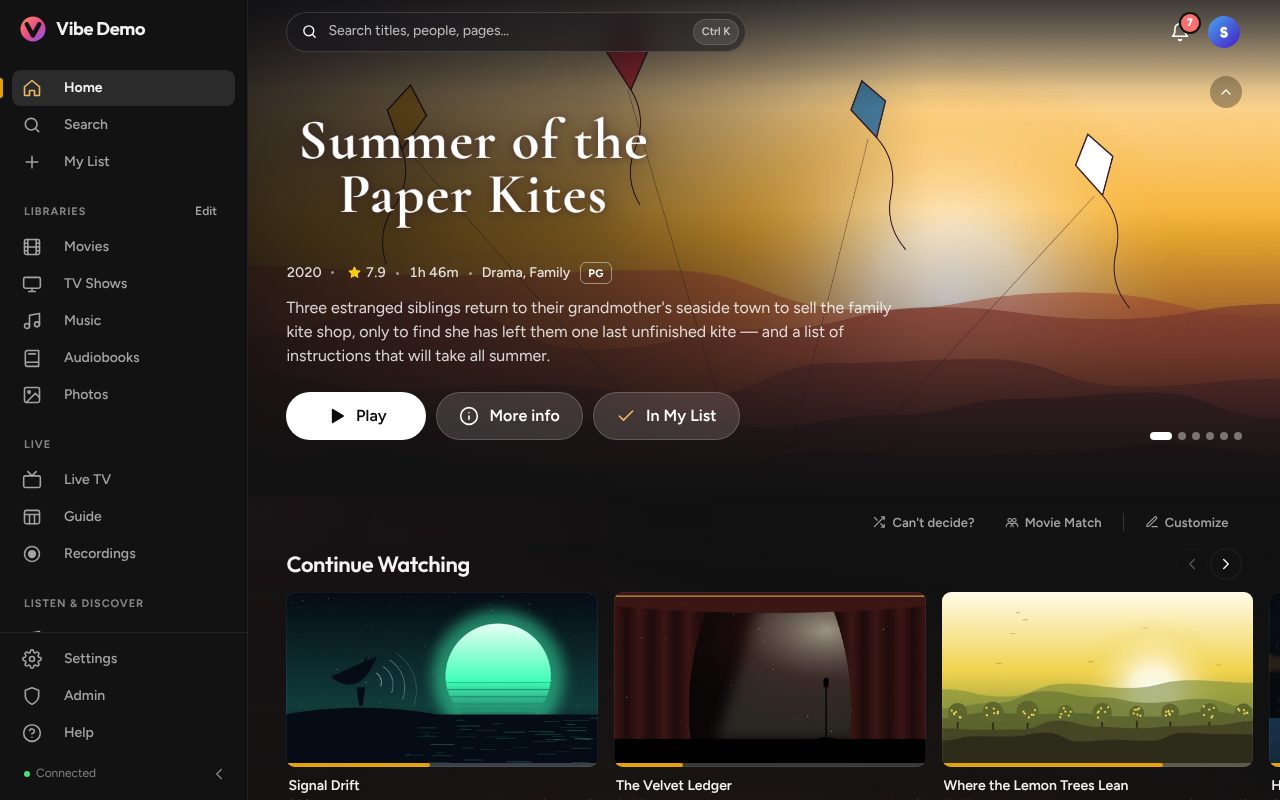 Vibe Demo
Search titles, people, pages...
Ctrl K
7
S
Home
Search
My List
LIBRARIES
Edit
Movies
TV Shows
Music
Audiobooks
Photos
LIVE
Live TV
Guide
Recordings
LISTEN & DISCOVER
Settings
Admin
Help
Connected
Summer of the
Paper Kites
2020 • 7.9 • 1h 46m • Drama, Family PG
Three estranged siblings return to their grandmother's seaside town to sell the family
kite shop, only to find she has left them one last unfinished kite — and a list of
instructions that will take all summer.
Play
More info
In My List
Can't decide?
Movie Match
Customize
Continue Watching
Signal Drift
The Velvet Ledger
Where the Lemon Trees Lean